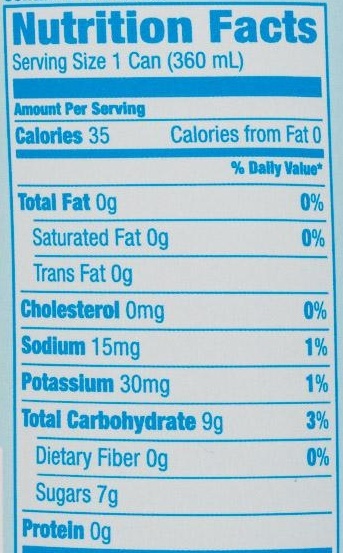 Nutrition Facts
Serving Size 1 Can (360 mL)
Amount Per Serving
Calories 35 Calories from Fat 0
% Daily Value*
Total Fat 0g 0%
Saturated Fat 0g 0%
Trans Fat 0g
Cholesterol 0mg 0%
Sodium 15mg 1%
Potassium 30mg 1%
Total Carbohydrate 9g 3%
Dietary Fiber 0g 0%
Sugars 7g
Protein 0g